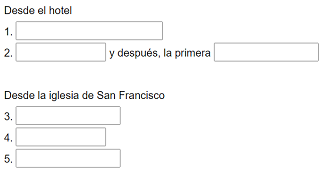 Desde el hotel
1.
2. y después, la primera
Desde la iglesia de San Francisco
3.
4.
5.